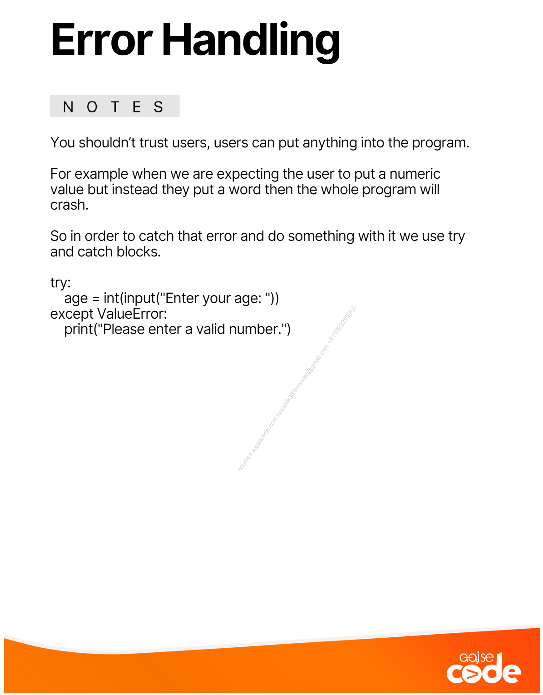 Error Handling
N O T E S
You shouldn’t trust users, users can put anything into the program.
For example when we are expecting the user to put a numeric
value but instead they put a word then the whole program will
crash.
So in order to catch that error and do something with it we use try
and catch blocks.
try:
    age = int(input("Enter your age: "))
except ValueError:
    print("Please enter a valid number.")
code